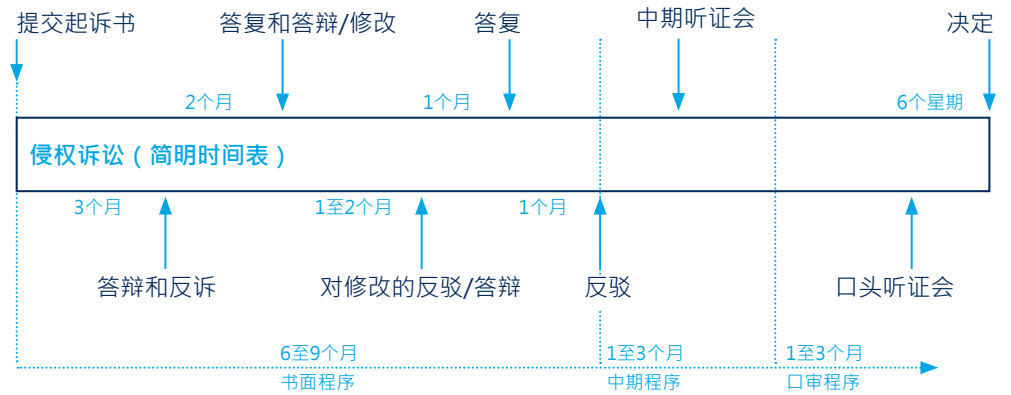 提交起诉书
答复和答辩/修改
答复
中期听证会
决定
2个月
1个月
6个星期
侵权诉讼（简明时间表）
3个月
1至2个月
1个月
答辩和反诉
对修改的反驳/答辩
反驳
口头听证会
6至9个月
1至3个月
1至3个月
书面程序
中期程序
口审程序